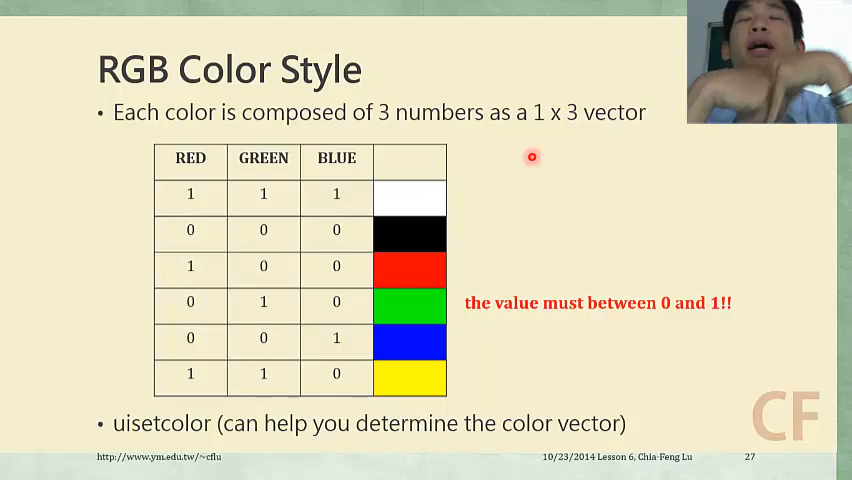 RGB Color Style
• Each color is composed of 3 numbers as a 1 x 3 vector
RED GREEN BLUE
1 1 1
0 0 0
1 0 0
0 1 0
the value must between 0 and 1!!
0 0 1
1 1 0
• uisetcolor (can help you determine the color vector)
CF
http://www.ym.edu.tw/~cflu 10/23/2014 Lesson 6, Chia-Feng Lu 27